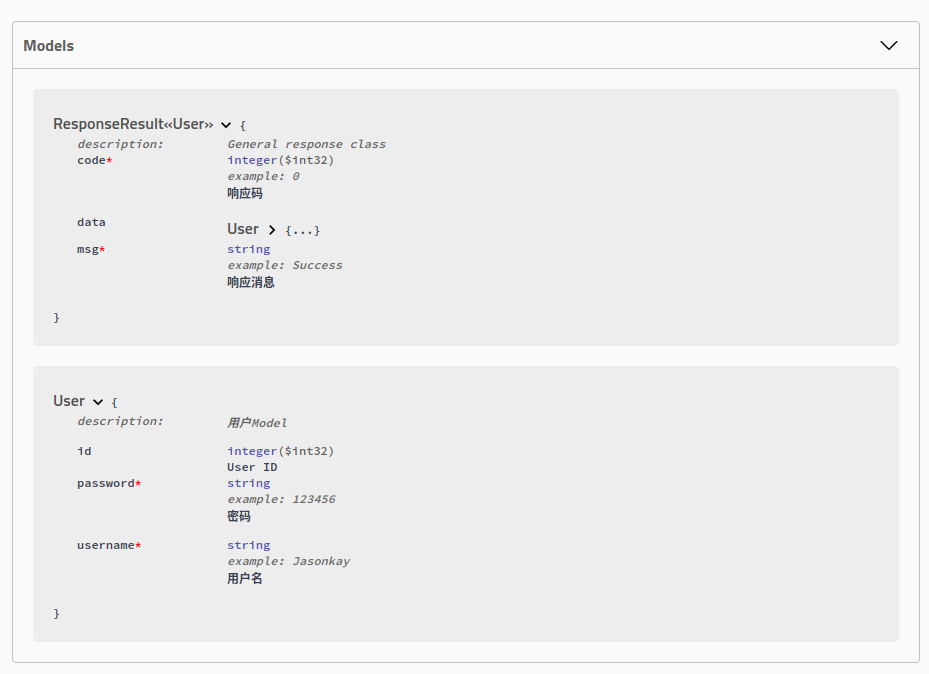 Models
ResponseResult«User» {
description: General response class
code* integer($int32)
example: 0
响应码
data User {...}
msg* string
example: Success
响应消息
}
User {
description: 用户Model
id integer($int32)
User ID
password* string
example: 123456
密码
username* string
example: Jasonkay
用户名
}